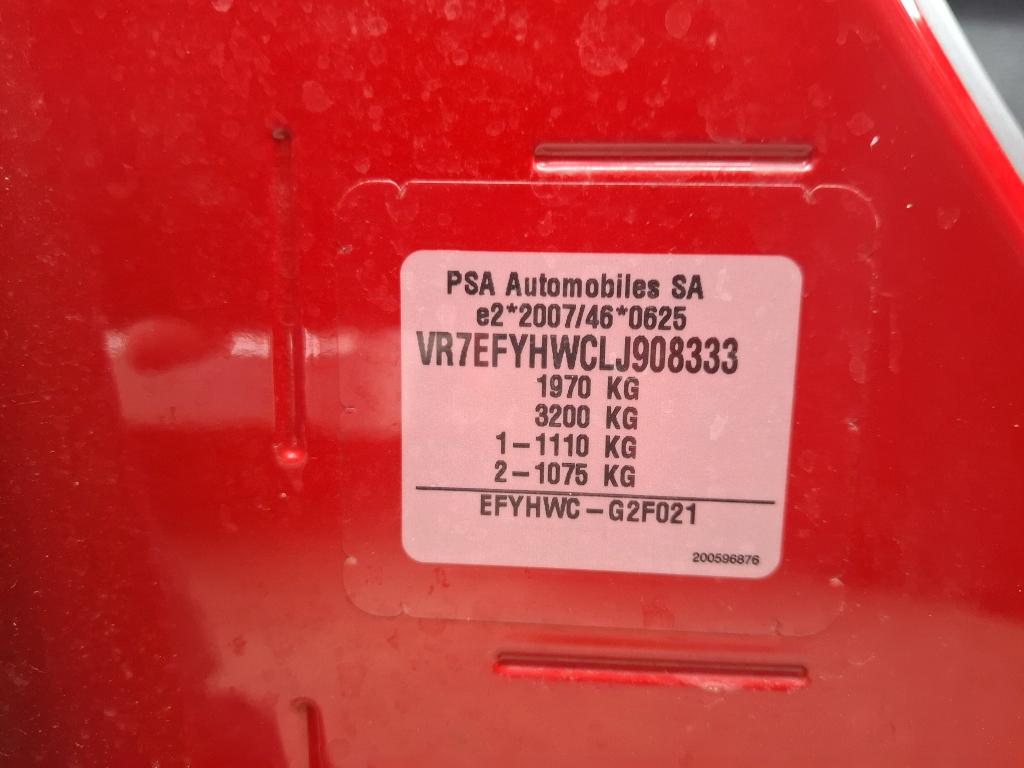 PSA Automobiles SA
e2*2007/46*0625
VR7EFYHWCLJ908333
1970 KG
3200 KG
1-1110 KG
2-1075 KG
EFYHWC-G2F021
200596876